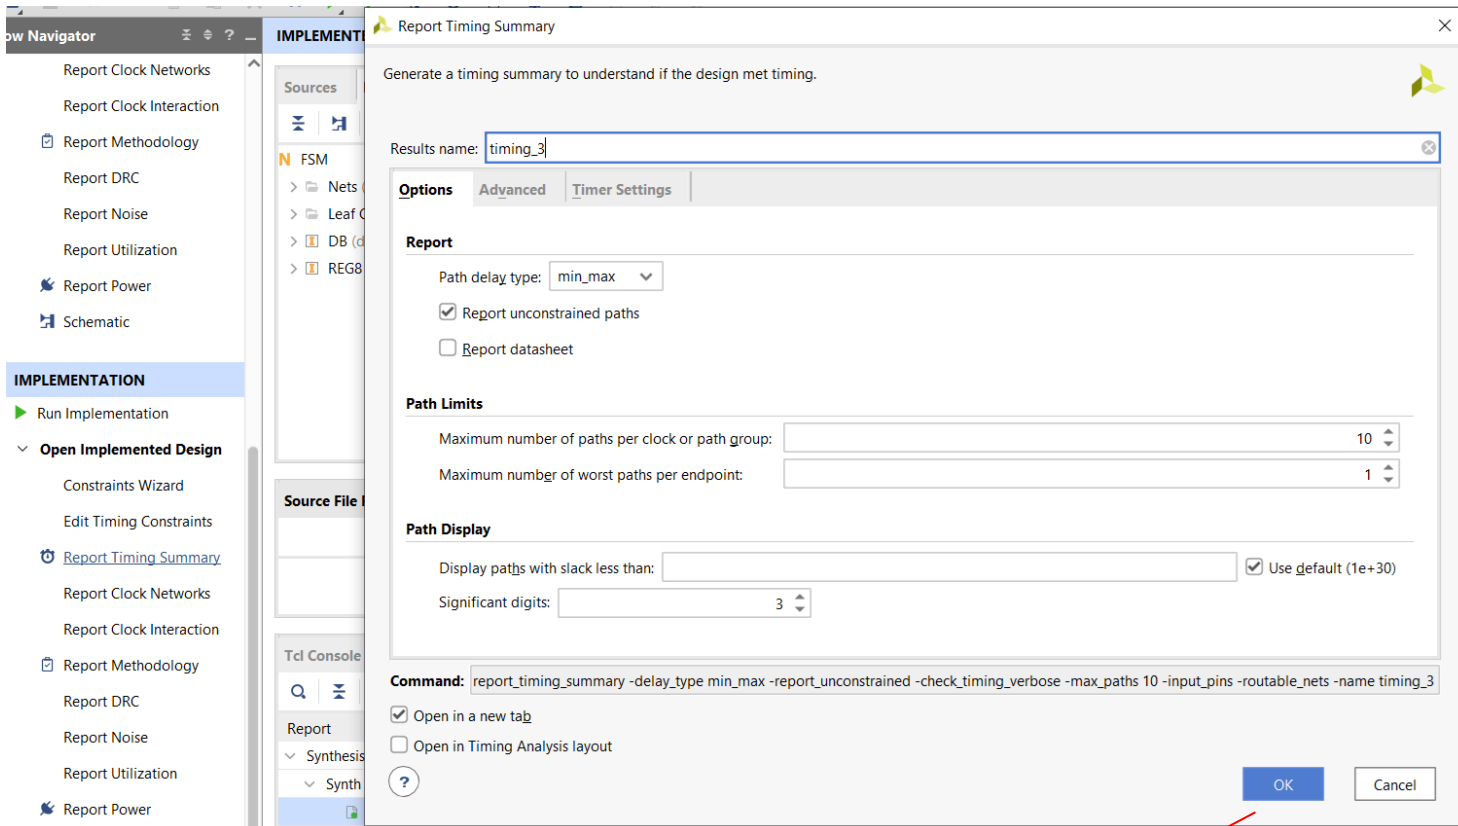 ow Navigator
Report Clock Networks
Report Clock Interaction
Report Methodology
Report DRC
Report Noise
Report Utilization
Report Power
Schematic
IMPLEMENTATION
Run Implementation
Open Implemented Design
Constraints Wizard
Edit Timing Constraints
Report Timing Summary
Report Clock Networks
Report Clock Interaction
Report Methodology
Report DRC
Report Noise
Report Utilization
Report Power
IMPLEMENT
Sources
N FSM
Nets (
Leaf C
DB (d
REG8
Source File
Tcl Console
Report
Synthesis
Synth
Report Timing Summary
Generate a timing summary to understand if the design met timing.
Results name: timing_3
Options Advanced Timer Settings
Report
Path delay type: min_max
Report unconstrained paths
Report datasheet
Path Limits
Maximum number of paths per clock or path group: 10
Maximum number of worst paths per endpoint: 1
Path Display
Display paths with slack less than: Use default (1e+30)
Significant digits: 3
Command: report_timing_summary -delay_type min_max -report_unconstrained -check_timing_verbose -max_paths 10 -input_pins -routable_nets -name timing_3
Open in a new tab
Open in Timing Analysis layout
?
OK Cancel